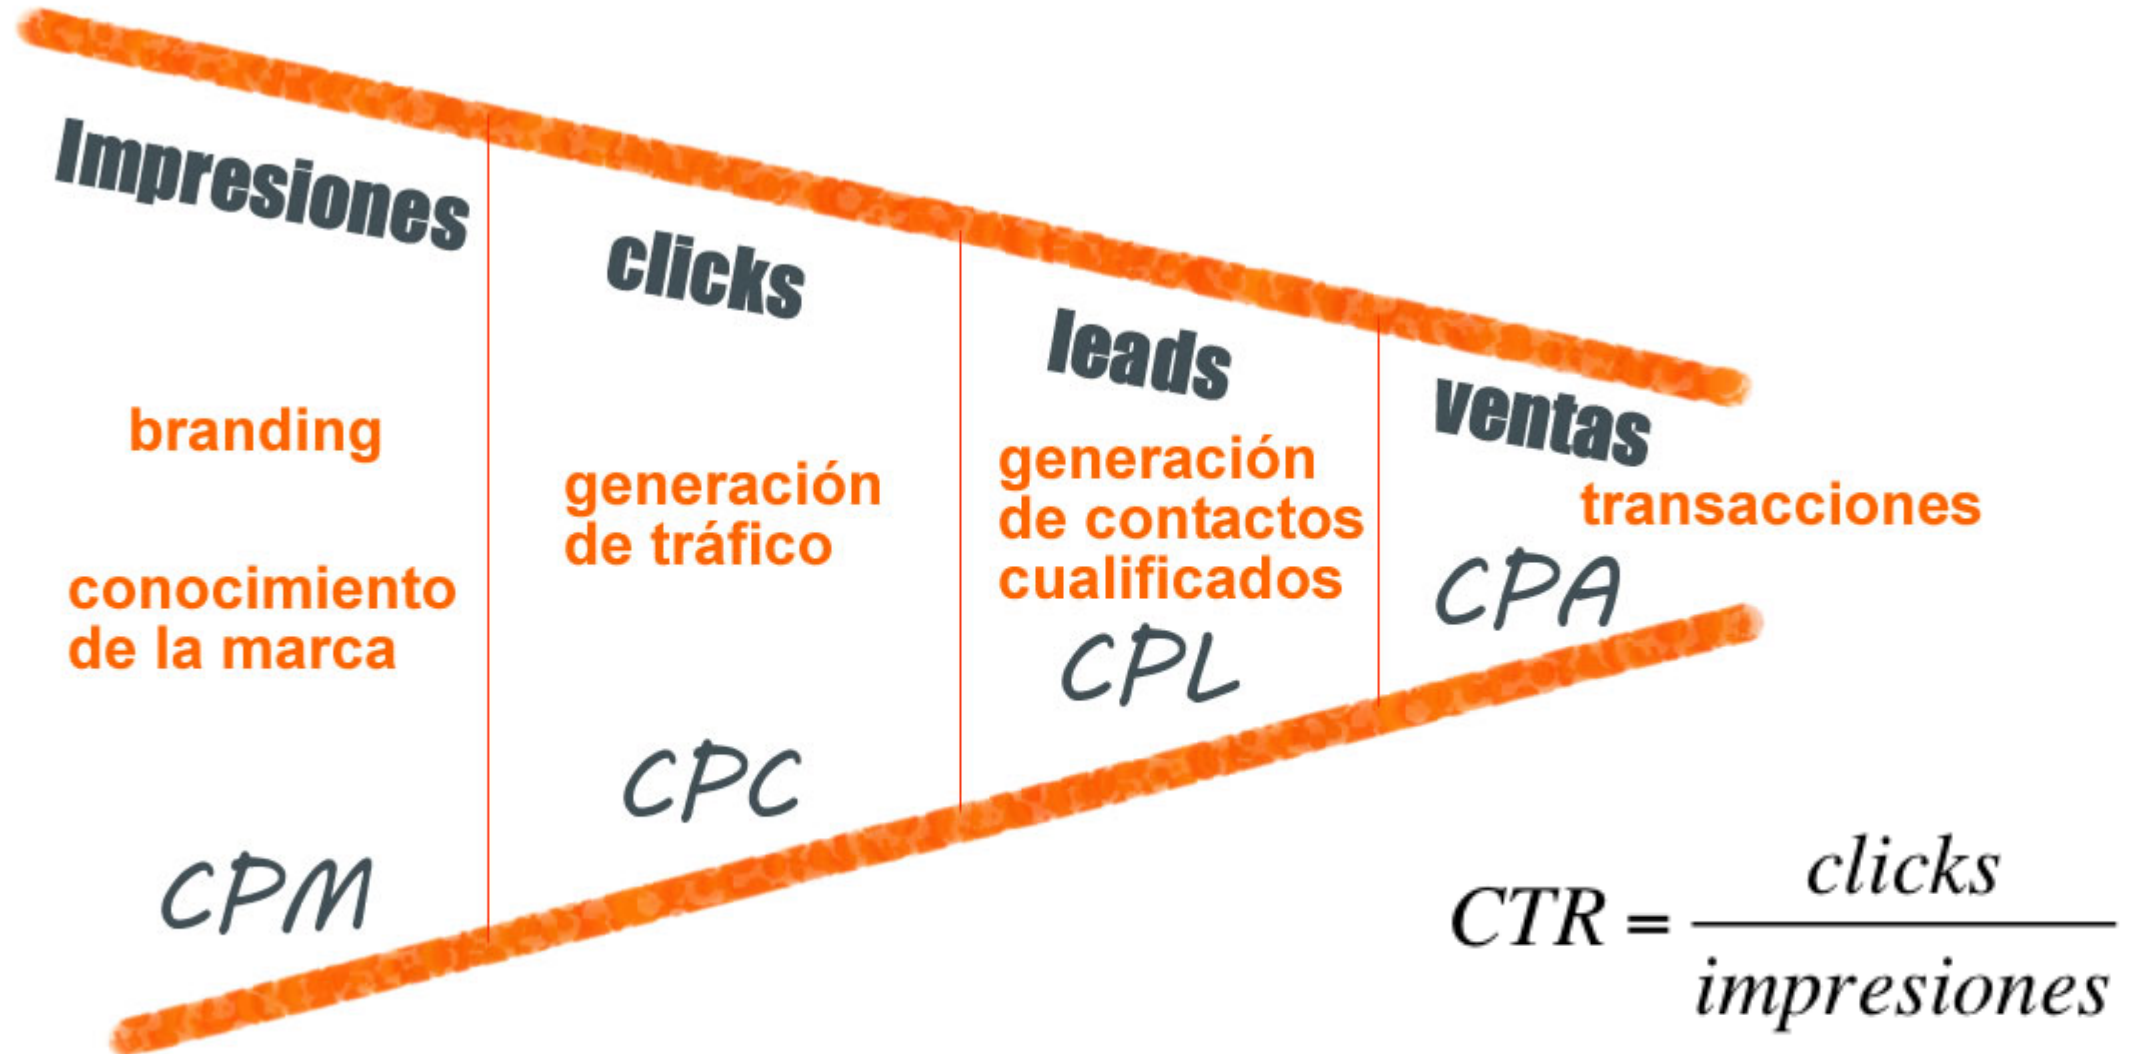 Impresiones
branding
conocimiento
de la marca
CPM
clicks
generación
de tráfico
CPC
leads
generación
de contactos
cualificados
CPL
ventas
transacciones
CPA
CTR = clicks / impresiones